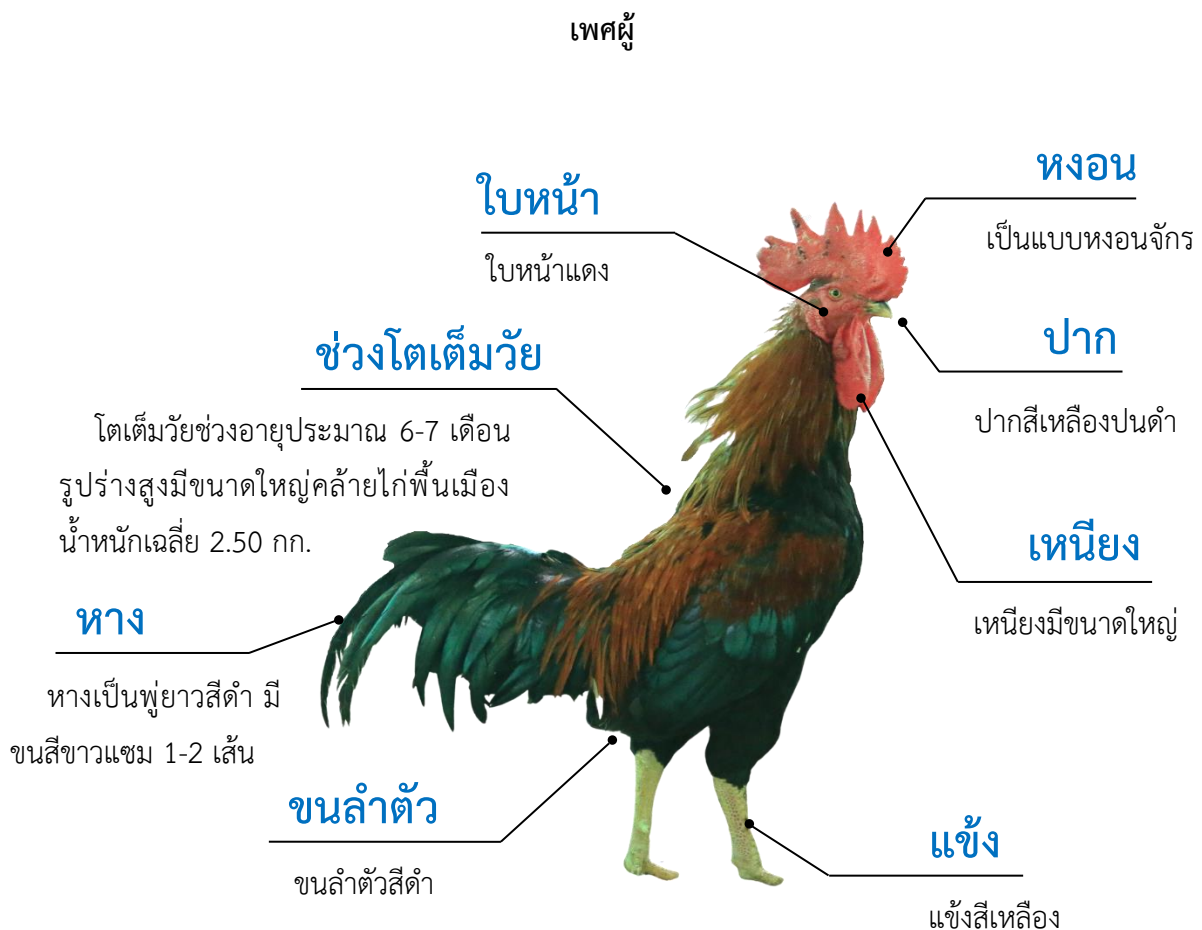 เพศผู้
หงอน
เป็นแบบหงอนจักร
ใบหน้า
ใบหน้าแดง
ปาก
ปากสีเหลืองปนดำ
ช่วงโตเต็มวัย
โตเต็มวัยช่วงอายุประมาณ 6-7 เดือน
รูปร่างสูงมีขนาดใหญ่คล้ายไก่พื้นเมือง
น้ำหนักเฉลี่ย 2.50 กก.
เหนียง
เหนียงมีขนาดใหญ่
หาง
หางเป็นพู่ยาวสีดำ มี
ขนสีขาวแซม 1-2 เส้น
ขนลำตัว
ขนลำตัวสีดำ
แข้ง
แข้งสีเหลือง